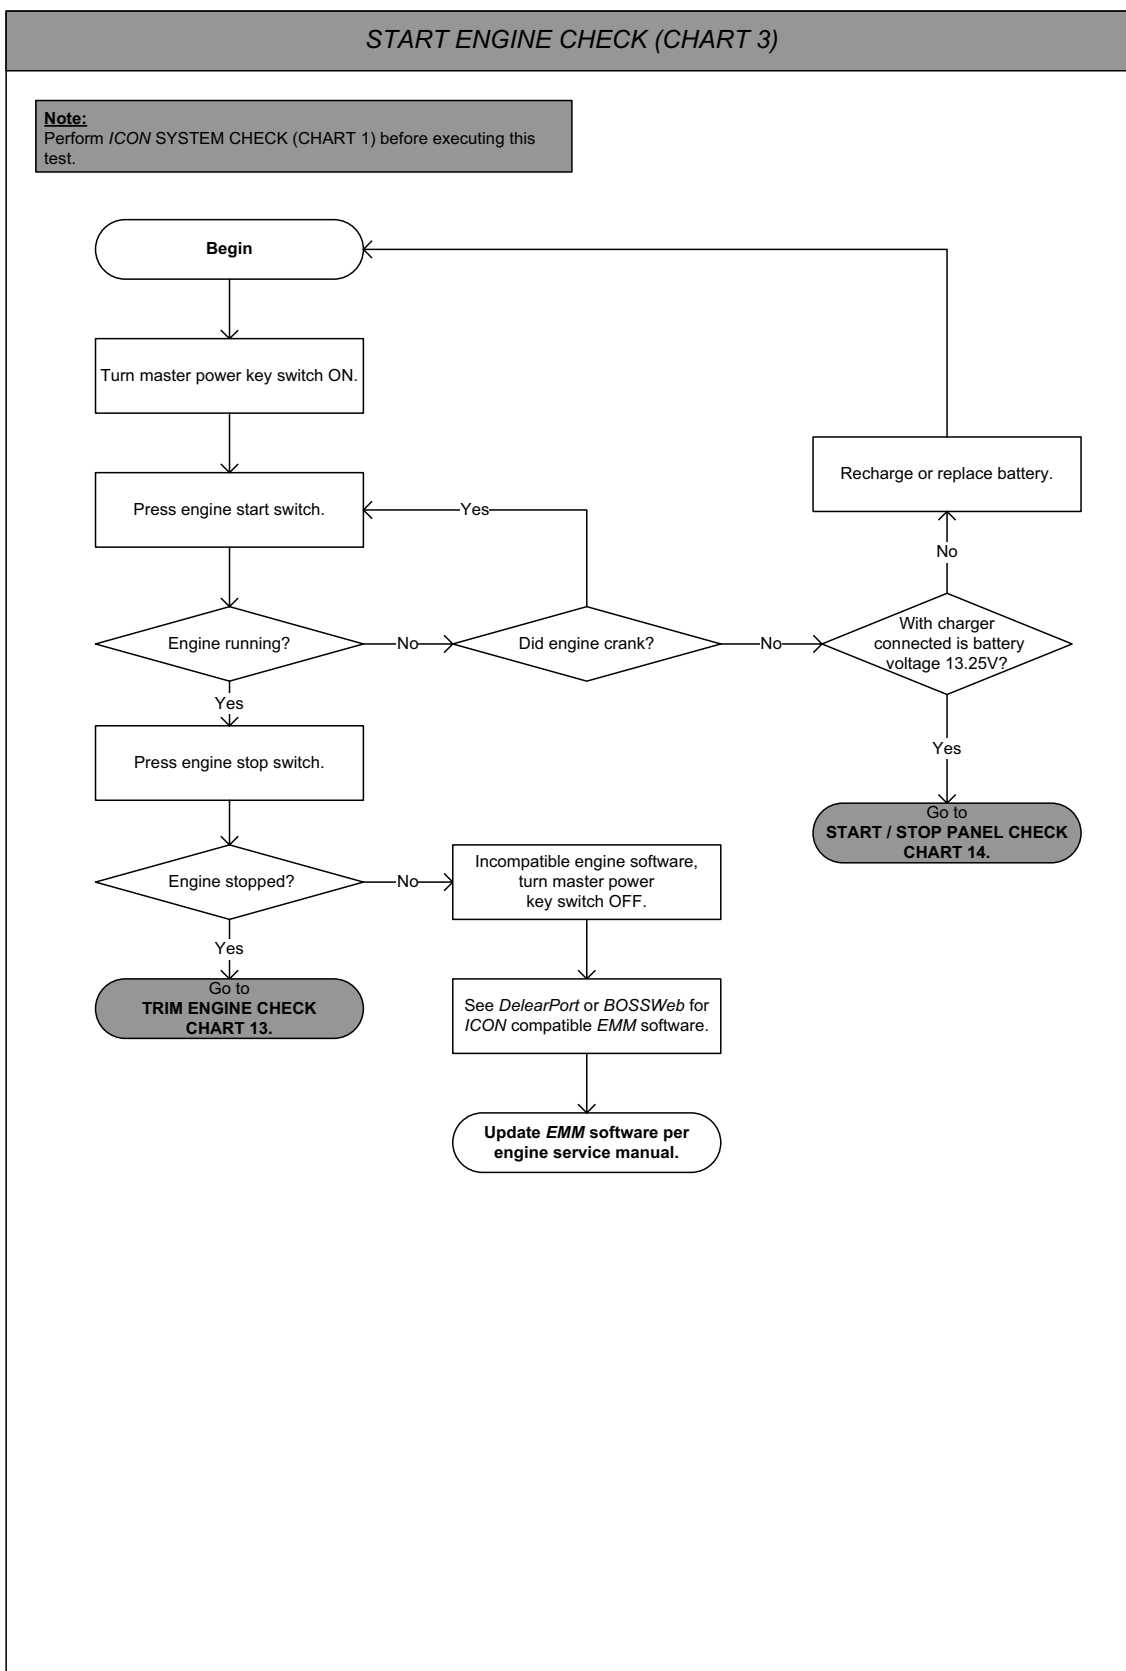 START ENGINE CHECK (CHART 3)
Note:
Perform ICON SYSTEM CHECK (CHART 1) before executing this
test.
Begin
Turn master power key switch ON.
Recharge or replace battery.
Press engine start switch.
Yes
No
Engine running?
No
Did engine crank?
No
With charger
connected is battery
voltage 13.25V?
Yes
Press engine stop switch.
Yes
Go to
START / STOP PANEL CHECK
CHART 14.
Engine stopped?
No
Incompatible engine software,
turn master power
key switch OFF.
Yes
Go to
TRIM ENGINE CHECK
CHART 13.
See DelearPort or BOSSWeb for
ICON compatible EMM software.
Update EMM software per
engine service manual.